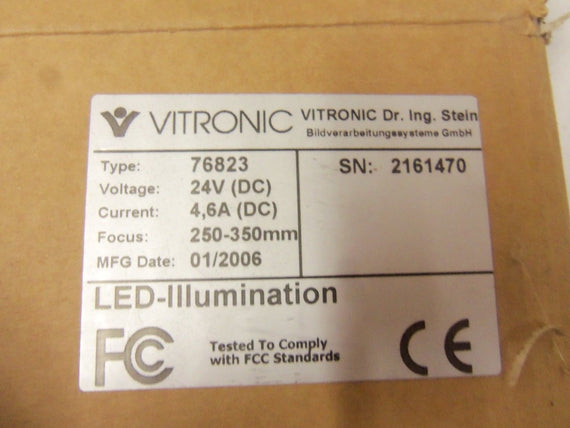 VITRONIC VITRONIC Dr. Ing. Stein
Bildverarbeitungssysteme GmbH
Type: 76823 SN: 2161470
Voltage: 24V (DC)
Current: 4,6A (DC)
Focus: 250-350mm
MFG Date: 01/2006
LED-Illumination
FCC Tested To Comply
with FCC Standards CE